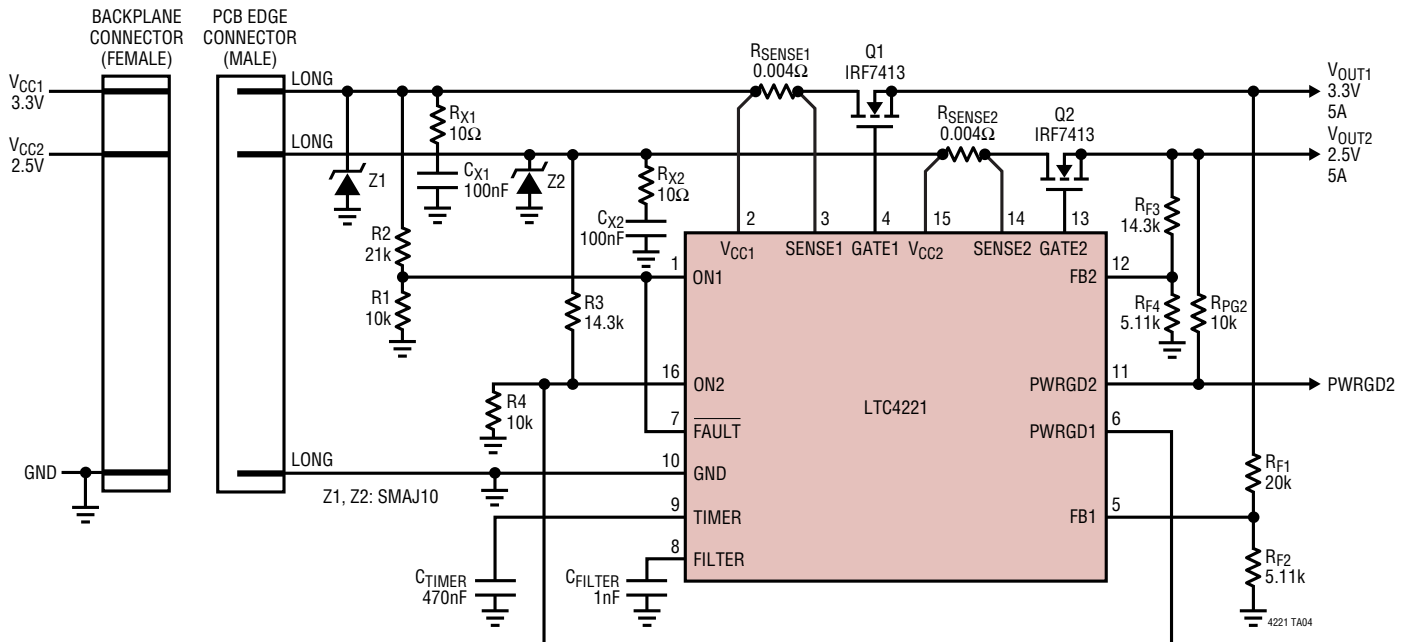 BACKPLANE
CONNECTOR
(FEMALE)
PCB EDGE
CONNECTOR
(MALE)
VCC1
3.3V
VCC2
2.5V
GND
LONG
LONG
LONG
Z1
RX1
10Ω
CX1
100nF
Z2
RX2
10Ω
CX2
100nF
RSENSE1
0.004Ω
Q1
IRF7413
RSENSE2
0.004Ω
Q2
IRF7413
VOUT1
3.3V
5A
VOUT2
2.5V
5A
R2
21k
R1
10k
R3
14.3k
R4
10k
Z1, Z2: SMAJ10
CTIMER
470nF
CFILTER
1nF
2
3
4
15
14
13
VCC1
SENSE1
GATE1
VCC2
SENSE2
GATE2
1
ON1
16
ON2
7
FAULT
10
GND
9
TIMER
8
FILTER
LTC4221
12
FB2
11
PWRGD2
6
PWRGD1
5
FB1
RF3
14.3k
RF4
5.11k
RPG2
10k
PWRGD2
RF1
20k
RF2
5.11k
4221 TA04